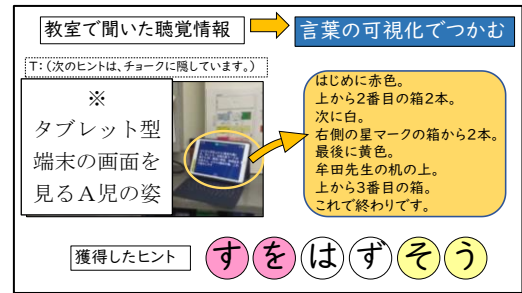 教室で聞いた聴覚情報
言葉の可視化でつかむ
T:(次のヒントは、チョークに隠しています。)
※
タブレット型
端末の画面を
見るA児の姿
はじめに赤色。
上から2番目の箱2本。
次に白。
右側の星マークの箱から2本。
最後に黄色。
牟田先生の机の上。
上から3番目の箱。
これで終わりです。
獲得したヒント
すをはずそう